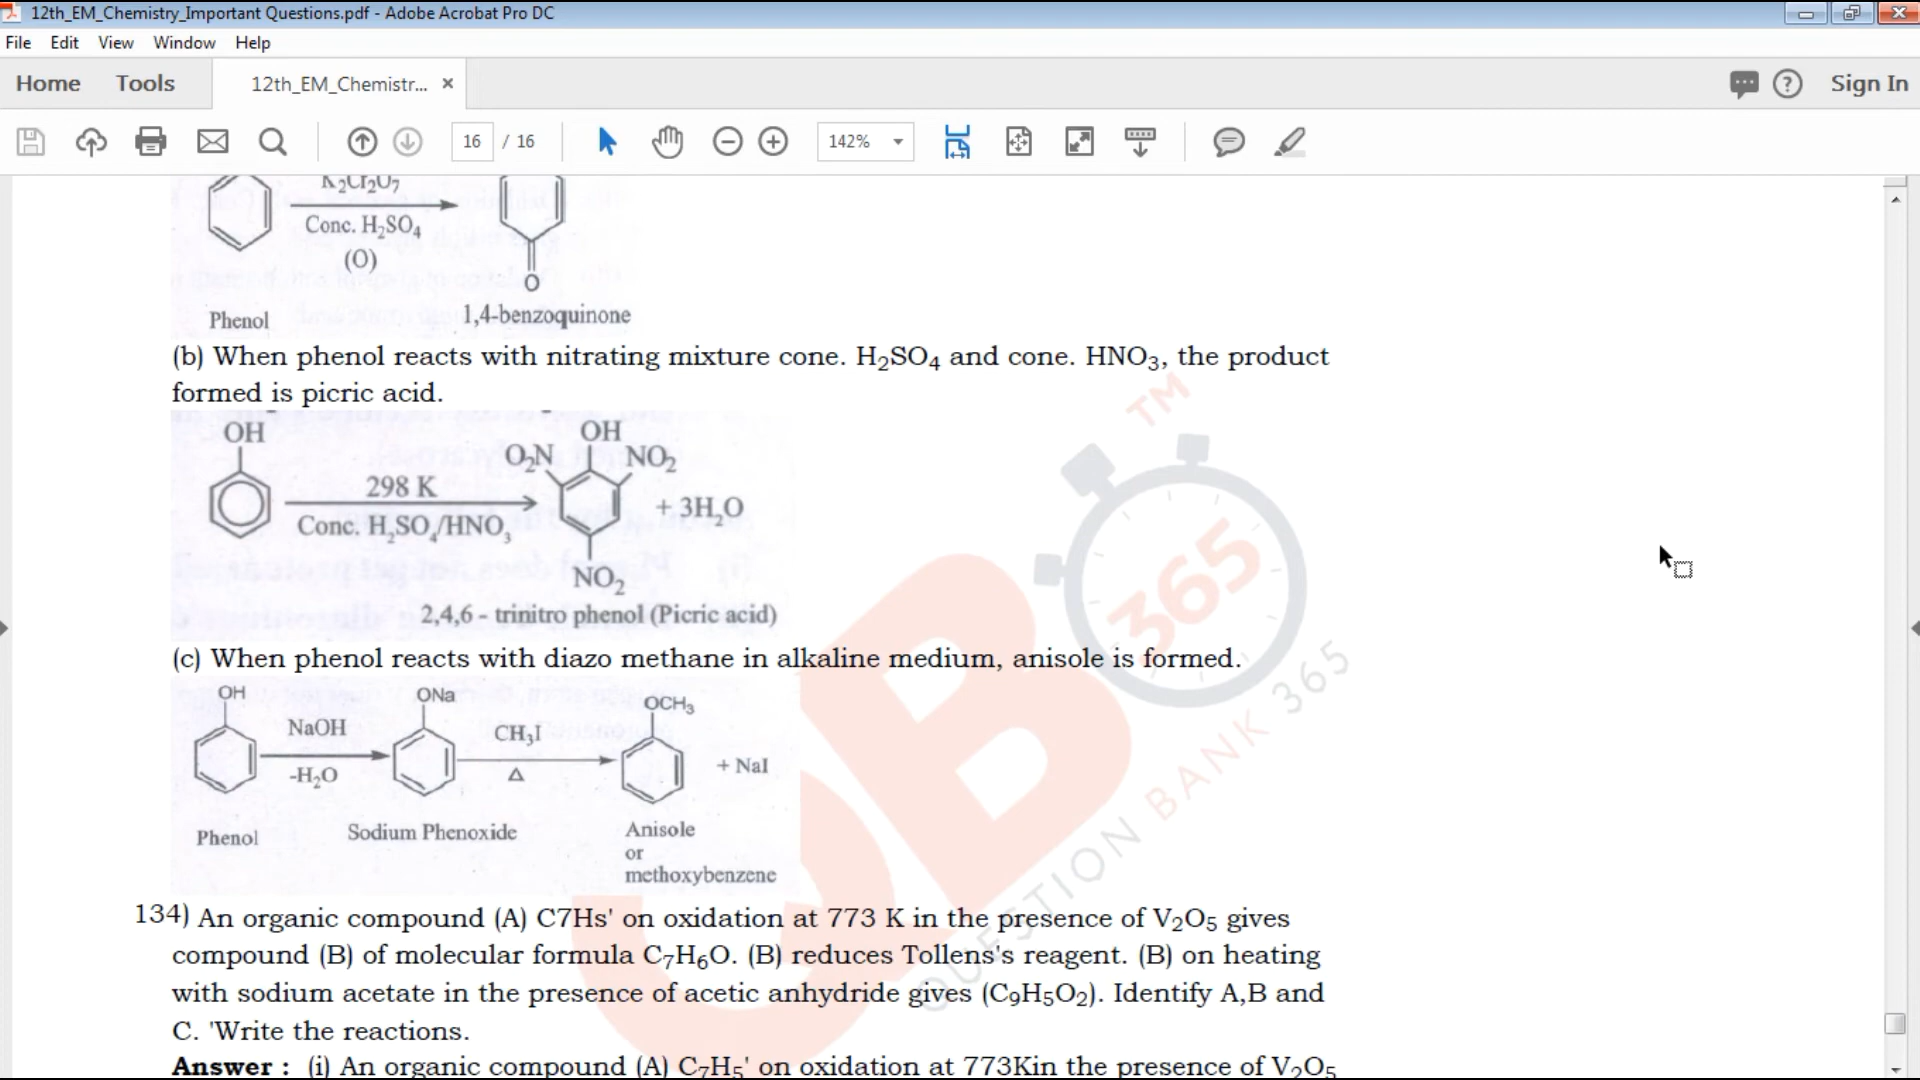 12th_EM_Chemistry_Important Questions.pdf - Adobe Acrobat Pro DC
File Edit View Window Help
Home Tools 12th_EM_Chemistr... × Sign In
16 / 16 142%
K₂Cr₂O₇
Conc. H₂SO₄
(O)
O
Phenol 1,4-benzoquinone
(b) When phenol reacts with nitrating mixture cone. H₂SO₄ and cone. HNO₃, the product
formed is picric acid.
OH OH
O₂N NO₂
298 K
+ 3H₂O
Conc. H₂SO₄/HNO₃
NO₂
2,4,6 - trinitro phenol (Picric acid)
(c) When phenol reacts with diazo methane in alkaline medium, anisole is formed.
OH ONa OCH₃
NaOH CH₃I
+ NaI
-H₂O Δ
Phenol Sodium Phenoxide Anisole
or
methoxybenzene
134) An organic compound (A) C7Hs' on oxidation at 773 K in the presence of V₂O₅ gives
compound (B) of molecular formula C₇H₆O. (B) reduces Tollens's reagent. (B) on heating
with sodium acetate in the presence of acetic anhydride gives (C₉H₅O₂). Identify A,B and
C. 'Write the reactions.
Answer : (i) An organic compound (A) C₇H₅' on oxidation at 773Kin the presence of V₂O₅
TM
365
QB
QUESTION BANK 365